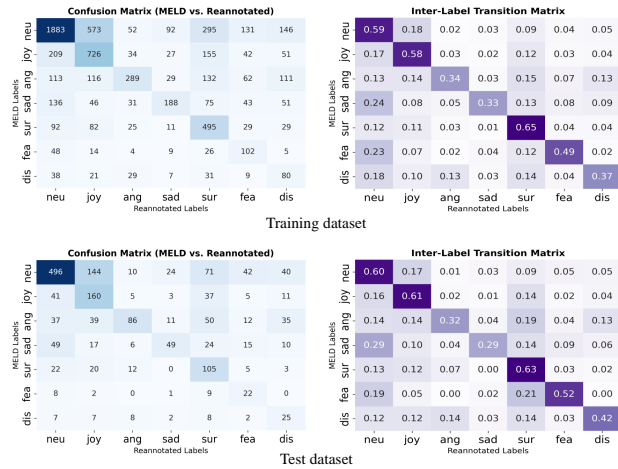 Confusion Matrix (MELD vs. Reannotated)
MELD Labels
neu 1883 573 52 92 295 131 146
joy 209 726 34 27 155 42 51
ang 113 116 289 29 132 62 111
sad 136 46 31 188 75 43 51
sur 92 82 25 11 495 29 29
fea 48 14 4 9 26 102 5
dis 38 21 29 7 31 9 80
neu joy ang sad sur fea dis
Reannotated Labels
Inter-Label Transition Matrix
MELD Labels
neu 0.59 0.18 0.02 0.03 0.09 0.04 0.05
joy 0.17 0.58 0.03 0.02 0.12 0.03 0.04
ang 0.13 0.14 0.34 0.03 0.15 0.07 0.13
sad 0.24 0.08 0.05 0.33 0.13 0.08 0.09
sur 0.12 0.11 0.03 0.01 0.65 0.04 0.04
fea 0.23 0.07 0.02 0.04 0.12 0.49 0.02
dis 0.18 0.10 0.13 0.03 0.14 0.04 0.37
neu joy ang sad sur fea dis
Reannotated Labels
Training dataset
Confusion Matrix (MELD vs. Reannotated)
MELD Labels
neu 496 144 10 24 71 42 40
joy 41 160 5 3 37 5 11
ang 37 39 86 11 50 12 35
sad 49 17 6 49 24 15 10
sur 22 20 12 0 105 5 3
fea 8 2 0 1 9 22 0
dis 7 7 8 2 8 2 25
neu joy ang sad sur fea dis
Reannotated Labels
Inter-Label Transition Matrix
MELD Labels
neu 0.60 0.17 0.01 0.03 0.09 0.05 0.05
joy 0.16 0.61 0.02 0.01 0.14 0.02 0.04
ang 0.14 0.14 0.32 0.04 0.19 0.04 0.13
sad 0.29 0.10 0.04 0.29 0.14 0.09 0.06
sur 0.13 0.12 0.07 0.00 0.63 0.03 0.02
fea 0.19 0.05 0.00 0.02 0.21 0.52 0.00
dis 0.12 0.12 0.14 0.03 0.14 0.03 0.42
neu joy ang sad sur fea dis
Reannotated Labels
Test dataset